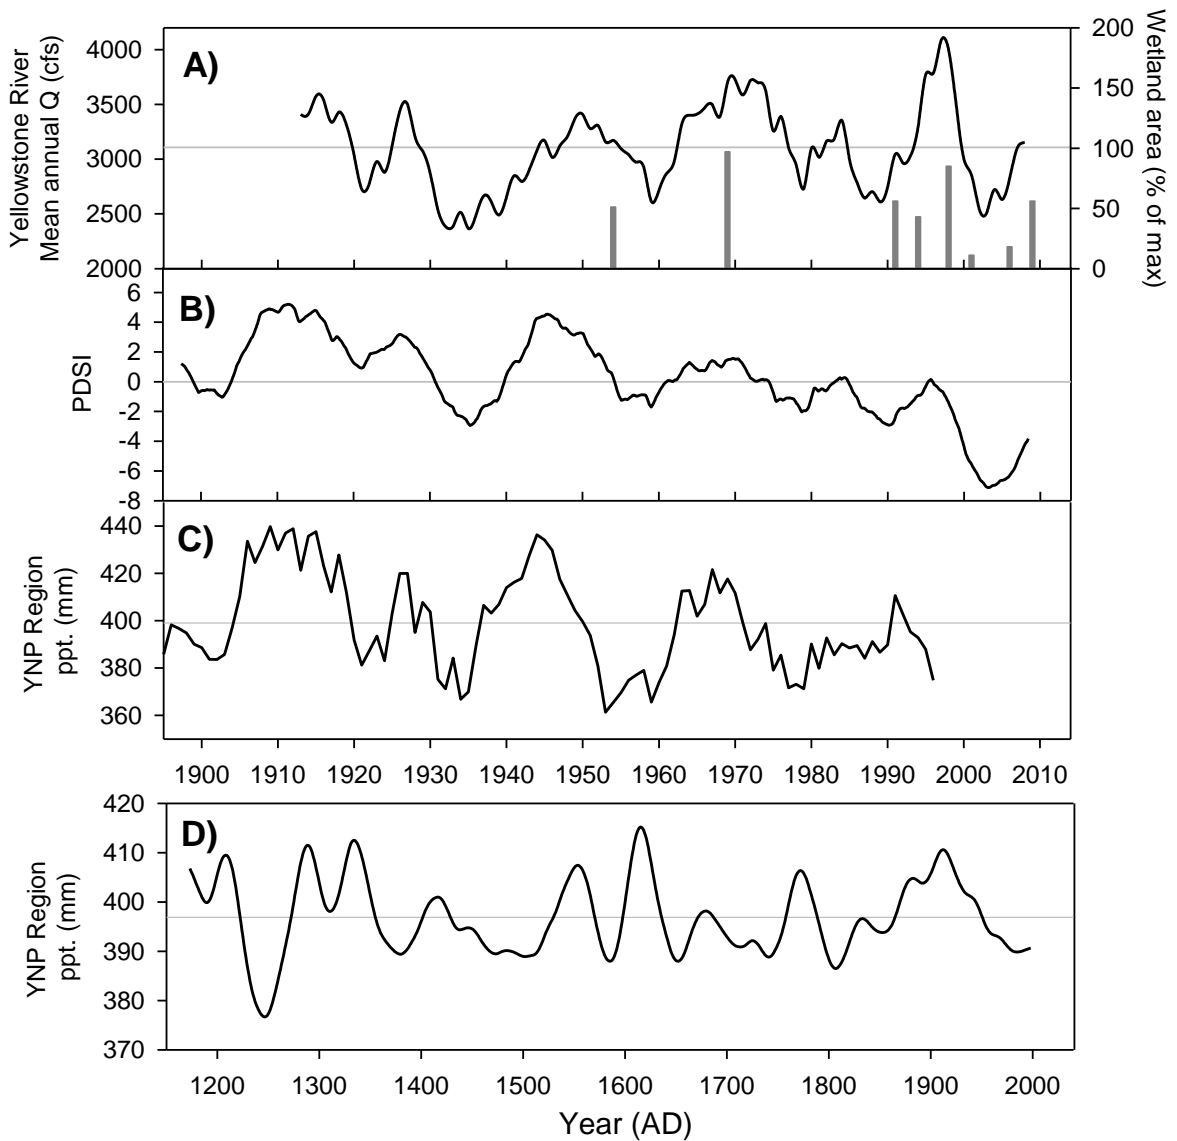 A)
Yellowstone River
Mean annual Q (cfs)
4000
3500
3000
2500
2000
200
150
100
50
0
Wetland area (% of max)
B)
PDSI
6
4
2
0
-2
-4
-6
-8
C)
YNP Region
ppt. (mm)
440
420
400
380
360
1900 1910 1920 1930 1940 1950 1960 1970 1980 1990 2000 2010
D)
YNP Region
ppt. (mm)
420
410
400
390
380
370
1200 1300 1400 1500 1600 1700 1800 1900 2000
Year (AD)